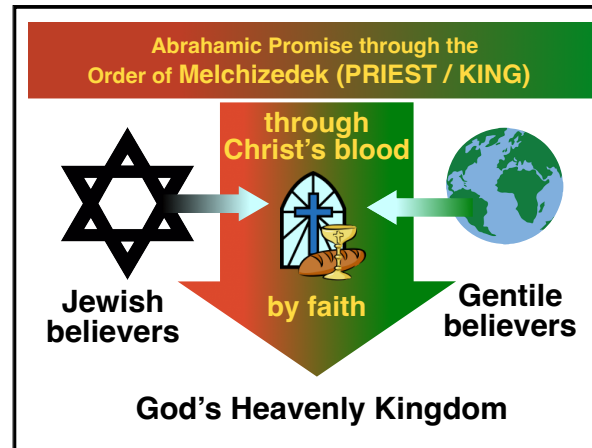 Abrahamic Promise through the
Order of Melchizedek (PRIEST / KING)
through
Christ's blood
by faith
Jewish
believers
Gentile
believers
God's Heavenly Kingdom